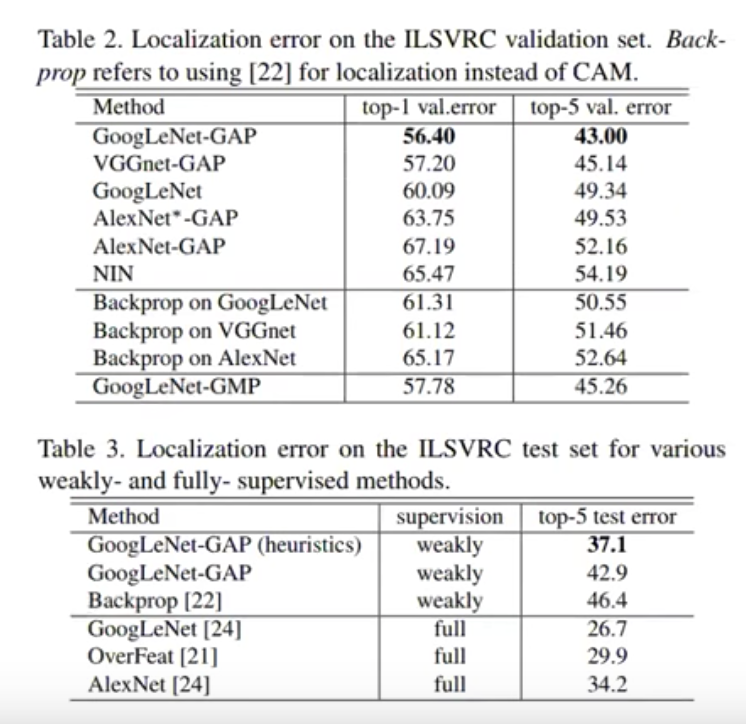 Table 2. Localization error on the ILSVRC validation set. Back-
prop refers to using [22] for localization instead of CAM.
Method top-1 val.error top-5 val. error
GoogLeNet-GAP 56.40 43.00
VGGnet-GAP 57.20 45.14
GoogLeNet 60.09 49.34
AlexNet*-GAP 63.75 49.53
AlexNet-GAP 67.19 52.16
NIN 65.47 54.19
Backprop on GoogLeNet 61.31 50.55
Backprop on VGGnet 61.12 51.46
Backprop on AlexNet 65.17 52.64
GoogLeNet-GMP 57.78 45.26
Table 3. Localization error on the ILSVRC test set for various
weakly- and fully- supervised methods.
Method supervision top-5 test error
GoogLeNet-GAP (heuristics) weakly 37.1
GoogLeNet-GAP weakly 42.9
Backprop [22] weakly 46.4
GoogLeNet [24] full 26.7
OverFeat [21] full 29.9
AlexNet [24] full 34.2